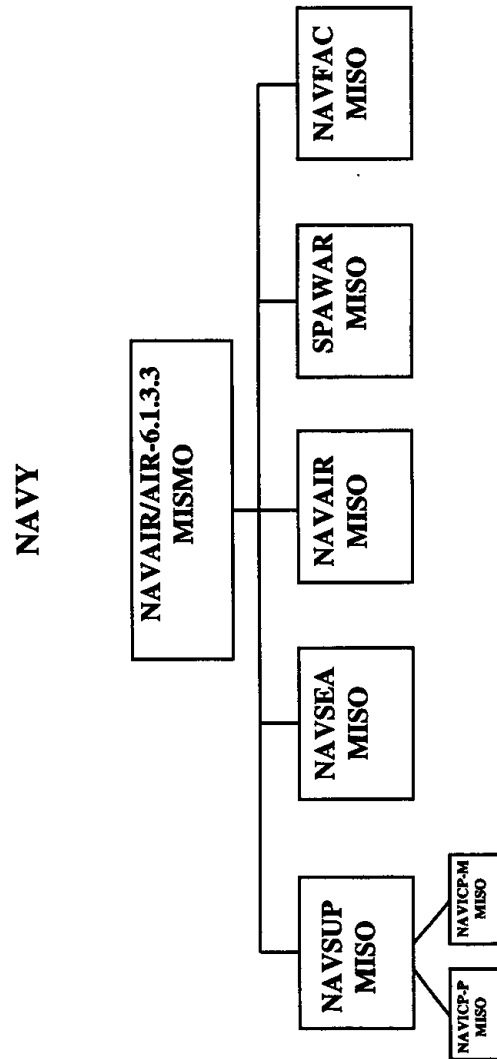 NAVY
NAVAIR/AIR-6.1.3.3
MISMO
NAVSUP
MISO
NAVSEA
MISO
NAVAIR
MISO
SPAWAR
MISO
NAVFAC
MISO
NAVICP-P
MISO
NAVICP-M
MISO